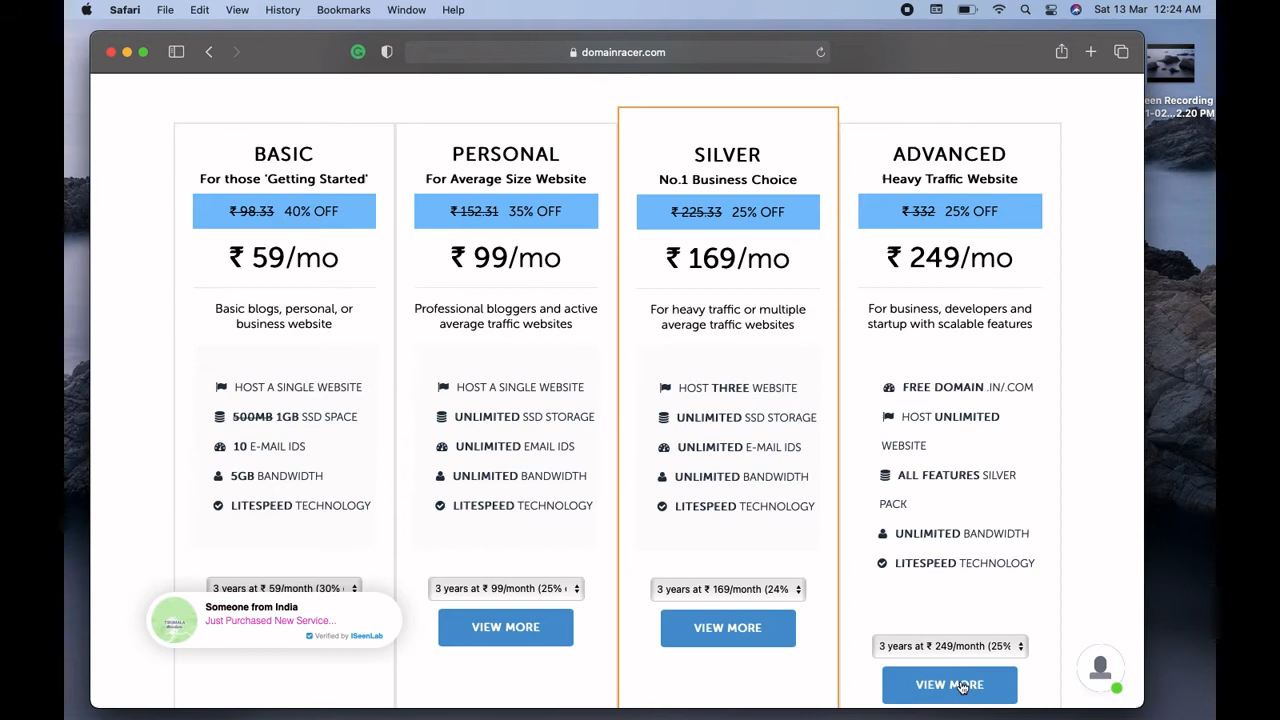 Safari File Edit View History Bookmarks Window Help Sat 13 Mar 12:24 AM
domainracer.com
een Recording
1-02...2.20 PM
BASIC
For those 'Getting Started'
₹ 98.33 40% OFF
₹ 59/mo
Basic blogs, personal, or
business website
HOST A SINGLE WEBSITE
500MB 1GB SSD SPACE
10 E-MAIL IDS
5GB BANDWIDTH
LITESPEED TECHNOLOGY
3 years at ₹ 59/month (30%
PERSONAL
For Average Size Website
₹ 152.31 35% OFF
₹ 99/mo
Professional bloggers and active
average traffic websites
HOST A SINGLE WEBSITE
UNLIMITED SSD STORAGE
UNLIMITED EMAIL IDS
UNLIMITED BANDWIDTH
LITESPEED TECHNOLOGY
3 years at ₹ 99/month (25%
VIEW MORE
SILVER
No.1 Business Choice
₹ 225.33 25% OFF
₹ 169/mo
For heavy traffic or multiple
average traffic websites
HOST THREE WEBSITE
UNLIMITED SSD STORAGE
UNLIMITED E-MAIL IDS
UNLIMITED BANDWIDTH
LITESPEED TECHNOLOGY
3 years at ₹ 169/month (24%
VIEW MORE
ADVANCED
Heavy Traffic Website
₹ 332 25% OFF
₹ 249/mo
For business, developers and
startup with scalable features
FREE DOMAIN .IN/.COM
HOST UNLIMITED
WEBSITE
ALL FEATURES SILVER
PACK
UNLIMITED BANDWIDTH
LITESPEED TECHNOLOGY
3 years at ₹ 249/month (25%
VIEW MORE
Someone from India
Just Purchased New Service...
Verified by ISeenLab